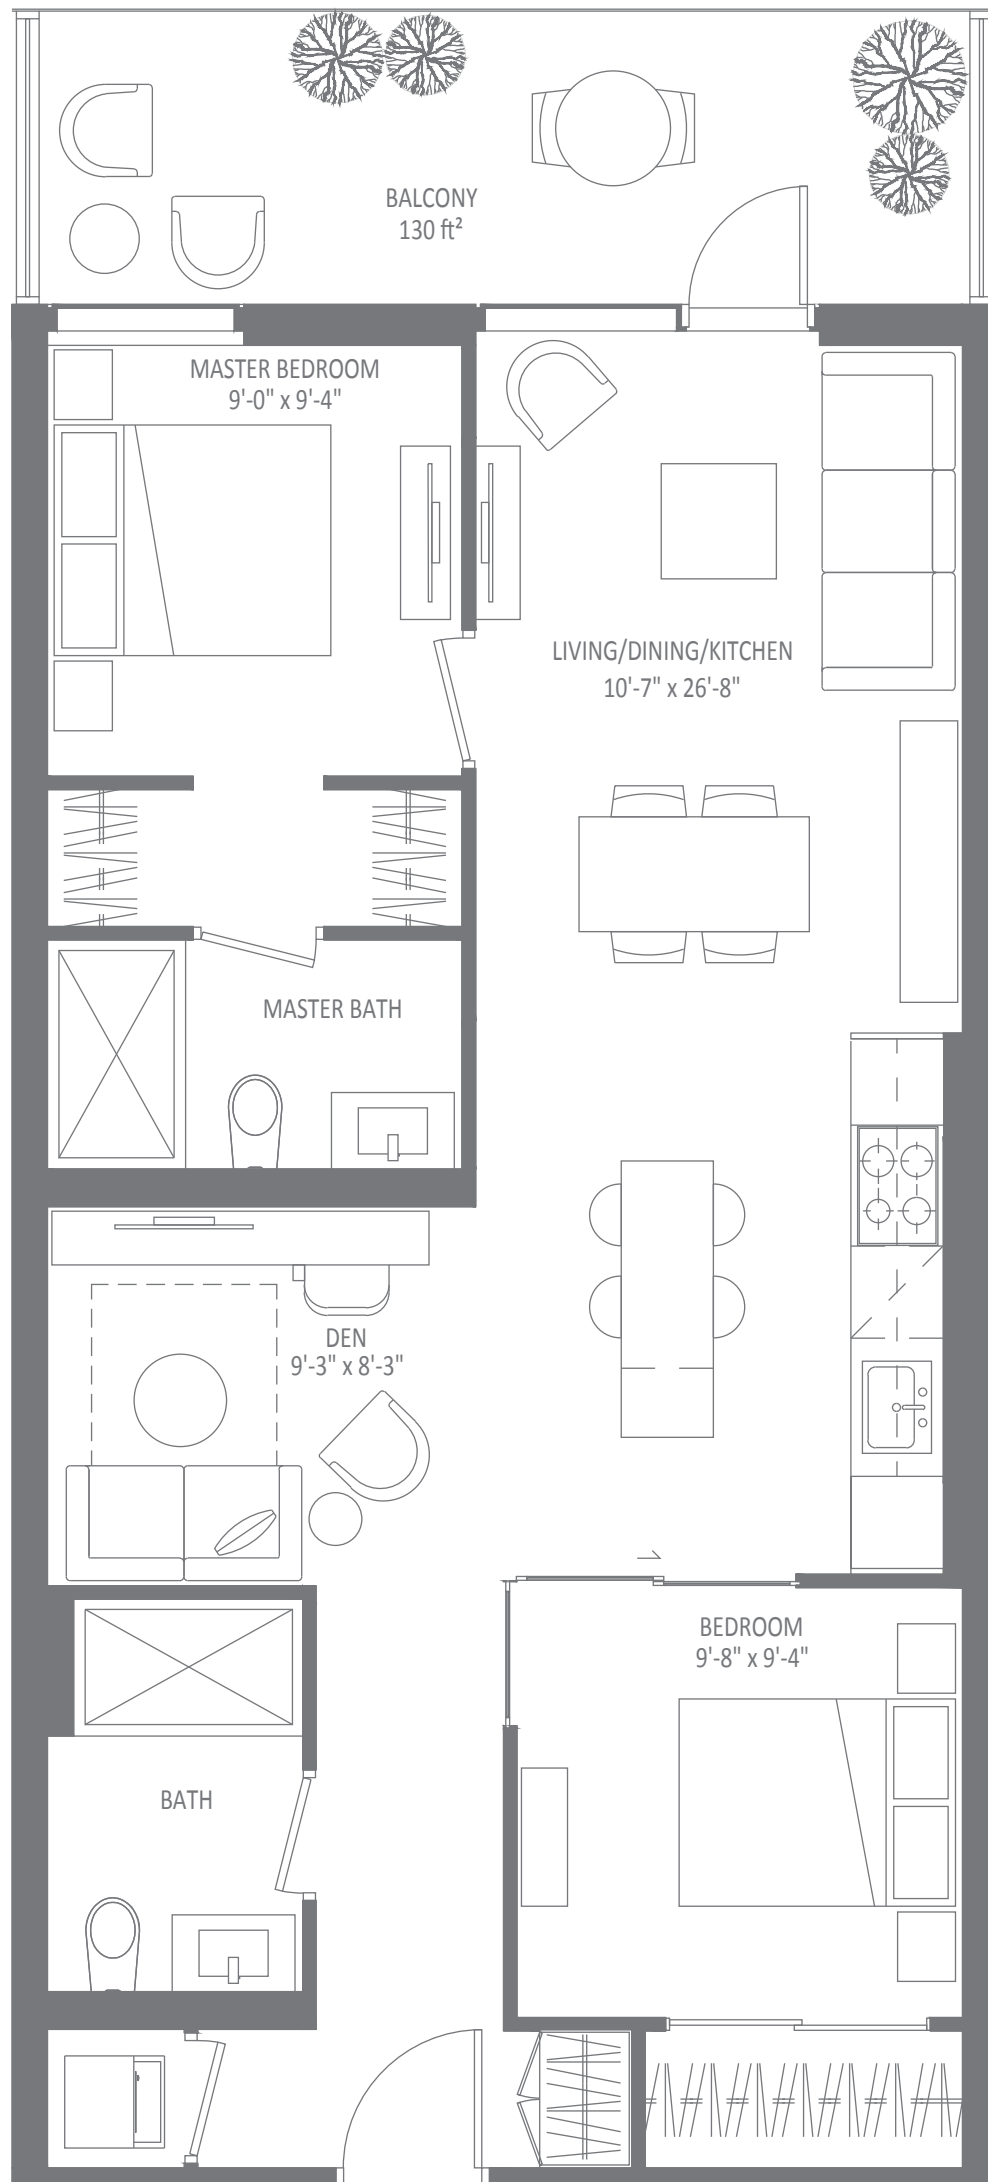 BALCONY
130 ft²
MASTER BEDROOM
9'-0" x 9'-4"
LIVING/DINING/KITCHEN
10'-7" x 26'-8"
MASTER BATH
DEN
9'-3" x 8'-3"
BEDROOM
9'-8" x 9'-4"
BATH